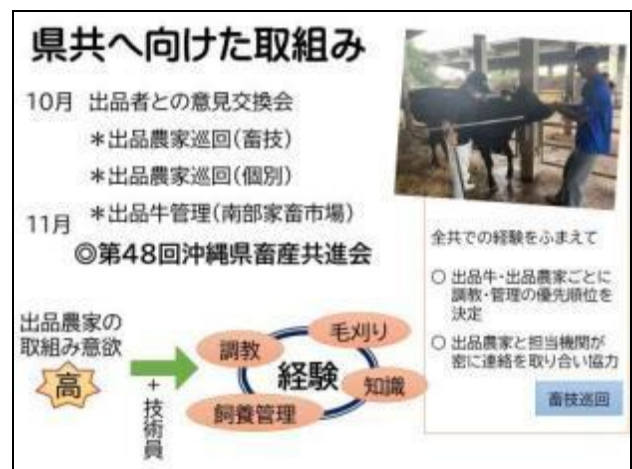 県共へ向けた取組み
10月 出品者との意見交換会
＊出品農家巡回(畜技)
＊出品農家巡回(個別)
11月 ＊出品牛管理(南部家畜市場)
◎第48回沖縄県畜産共進会
全共での経験をふまえて
○ 出品牛・出品農家ごとに
調教・管理の優先順位を
決定
○ 出品農家と担当機関が
密に連絡を取り合い協力
畜技巡回
出品農家の
取組み意欲
高
＋技術員
調教
毛刈り
経験
知識
飼養管理